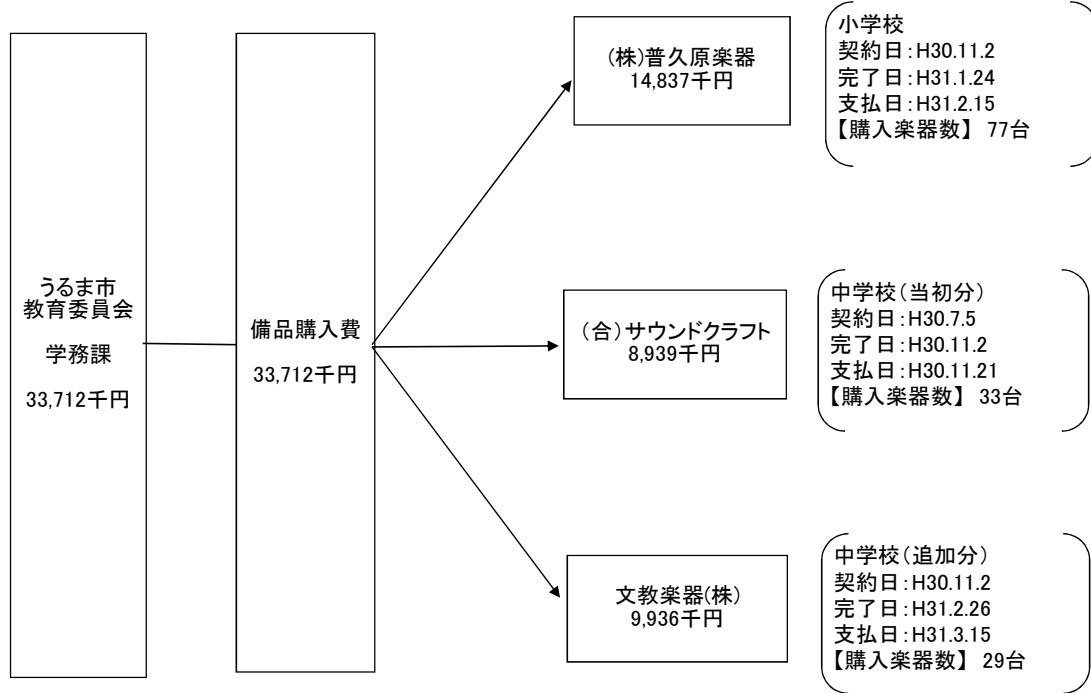 うるま市
教育委員会
学務課
33,712千円
備品購入費
33,712千円
(株)普久原楽器
14,837千円
小学校
契約日:H30.11.2
完了日:H31.1.24
支払日:H31.2.15
【購入楽器数】 77台
(合)サウンドクラフト
8,939千円
中学校(当初分)
契約日:H30.7.5
完了日:H30.11.2
支払日:H30.11.21
【購入楽器数】 33台
文教楽器(株)
9,936千円
中学校(追加分)
契約日:H30.11.2
完了日:H31.2.26
支払日:H31.3.15
【購入楽器数】 29台